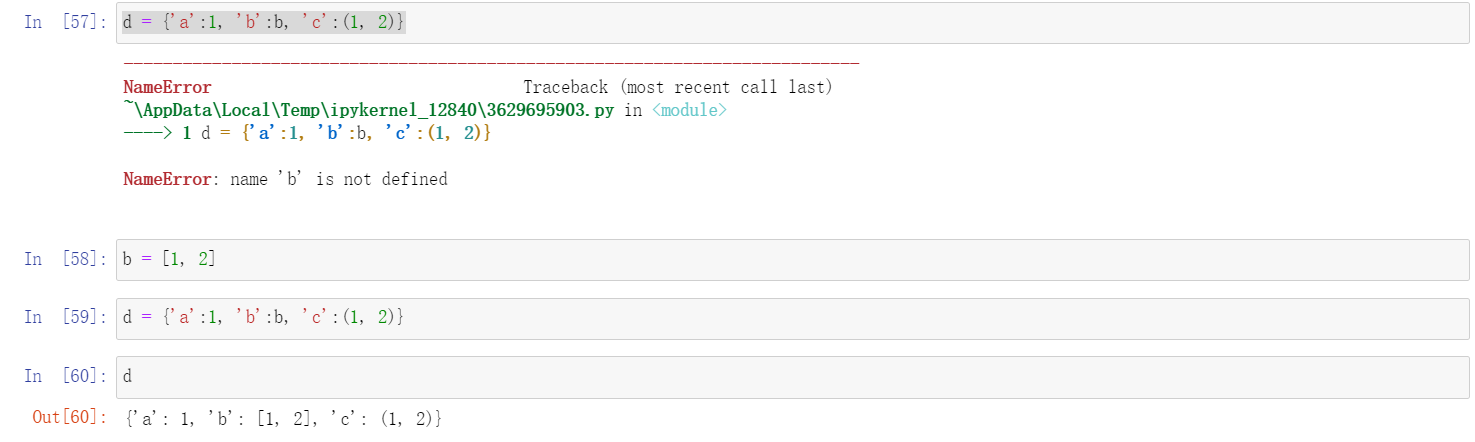 In [57]: d = {'a':1, 'b':b, 'c':(1, 2)}
---------------------------------------------------------------------------
NameError Traceback (most recent call last)
~\AppData\Local\Temp\ipykernel_12840\3629695903.py in <module>
----> 1 d = {'a':1, 'b':b, 'c':(1, 2)}
NameError: name 'b' is not defined
In [58]: b = [1, 2]
In [59]: d = {'a':1, 'b':b, 'c':(1, 2)}
In [60]: d
Out[60]: {'a': 1, 'b': [1, 2], 'c': (1, 2)}